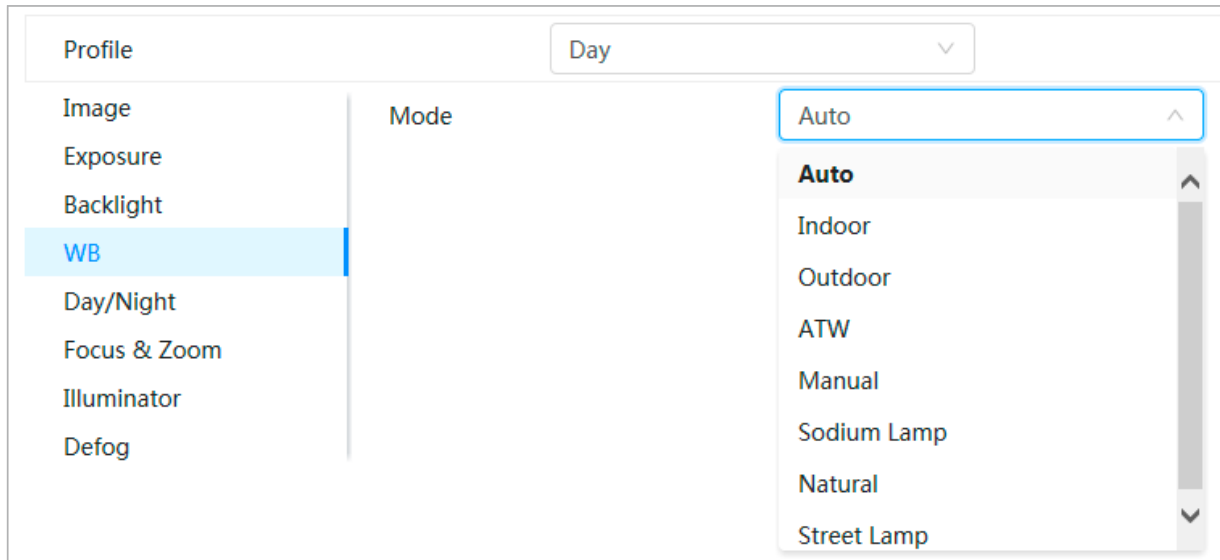 Profile
Day
Image
Exposure
Backlight
WB
Day/Night
Focus & Zoom
Illuminator
Defog
Mode
Auto
Auto
Indoor
Outdoor
ATW
Manual
Sodium Lamp
Natural
Street Lamp